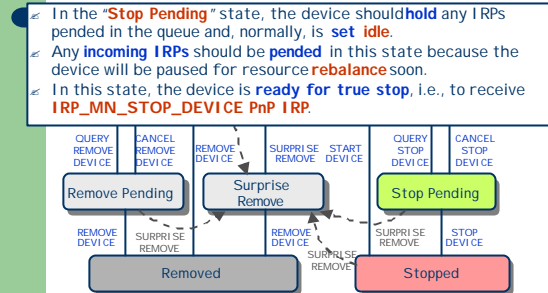 In the “Stop Pending” state, the device should hold any IRPs
pended in the queue and, normally, is set idle.
Any incoming IRPs should be pended in this state because the
device will be paused for resource rebalance soon.
In this state, the device is ready for true stop, i.e., to receive
IRP_MN_STOP_DEVICE PnP IRP.
QUERY REMOVE DEVICE
CANCEL REMOVE DEVICE
REMOVE DEVICE
SURPRISE REMOVE
START DEVICE
QUERY STOP DEVICE
CANCEL STOP DEVICE
Remove Pending
Surprise
Remove
Stop Pending
REMOVE DEVICE
SURPRISE REMOVE
REMOVE DEVICE
SURPRISE REMOVE
SURPRISE REMOVE
STOP DEVICE
Removed
Stopped